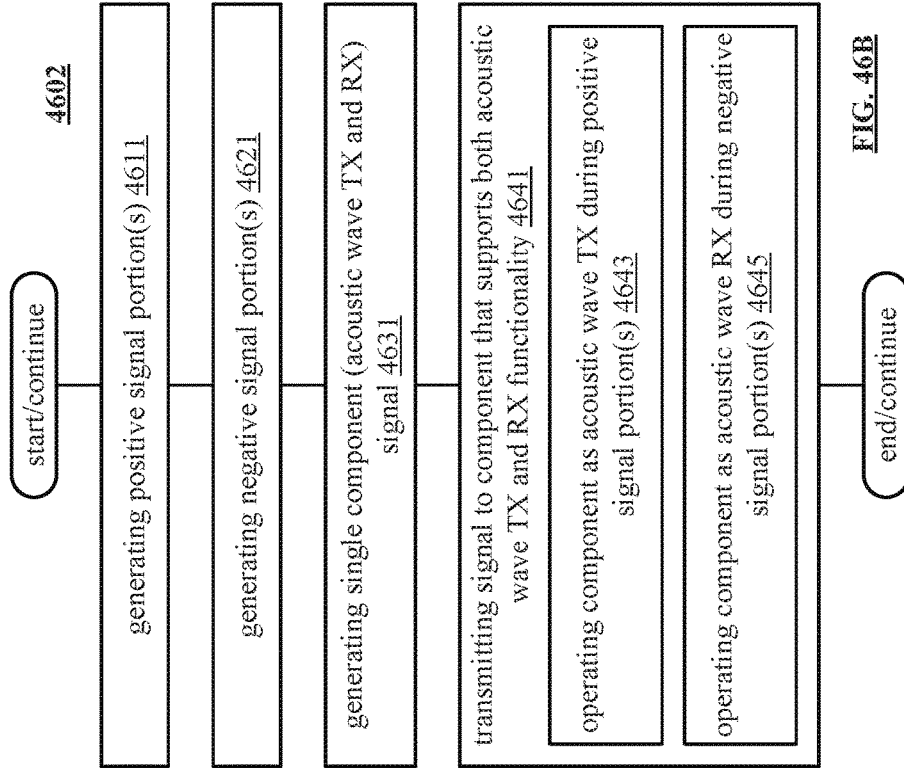 4602
start/continue
generating positive signal portion(s) 4611
generating negative signal portion(s) 4621
generating single component (acoustic wave TX and RX)
signal 4631
transmitting signal to component that supports both acoustic
wave TX and RX functionality 4641
operating component as acoustic wave TX during positive
signal portion(s) 4643
operating component as acoustic wave RX during negative
signal portion(s) 4645
end/continue
FIG. 46B